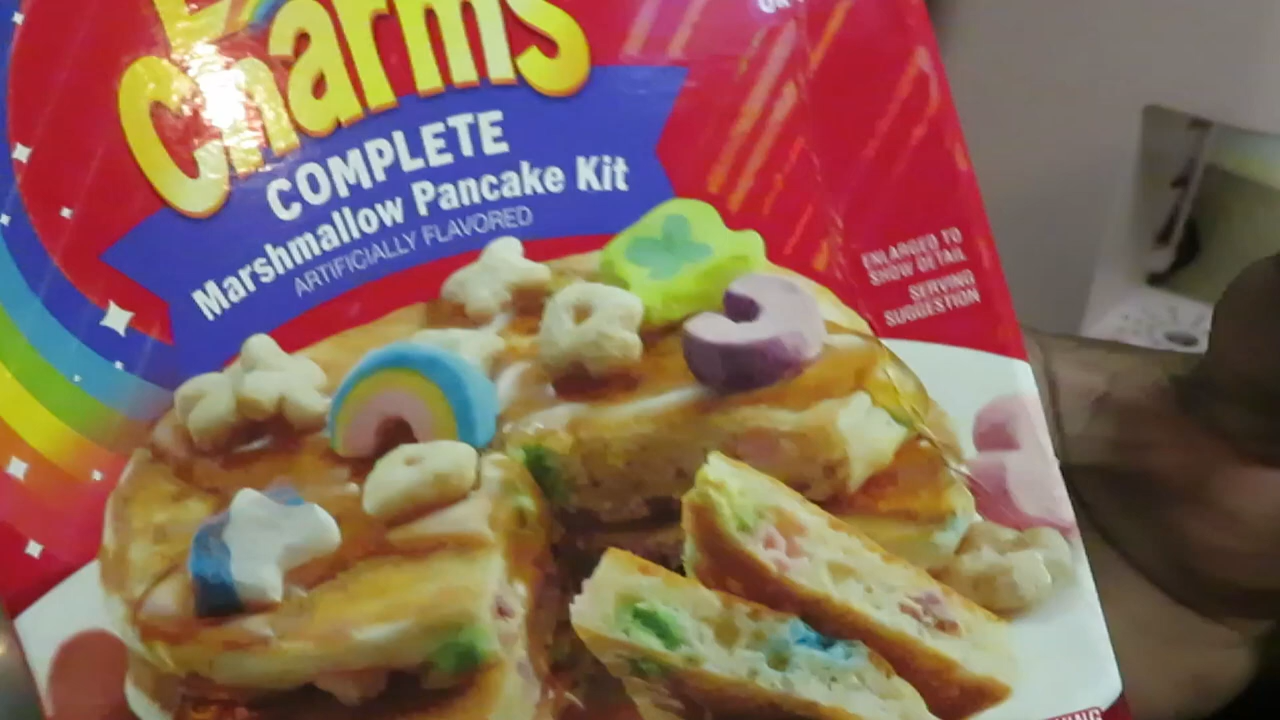 Charms
COMPLETE
Marshmallow Pancake Kit
ARTIFICIALLY FLAVORED
ENLARGED TO
SHOW DETAIL
SERVING
SUGGESTION